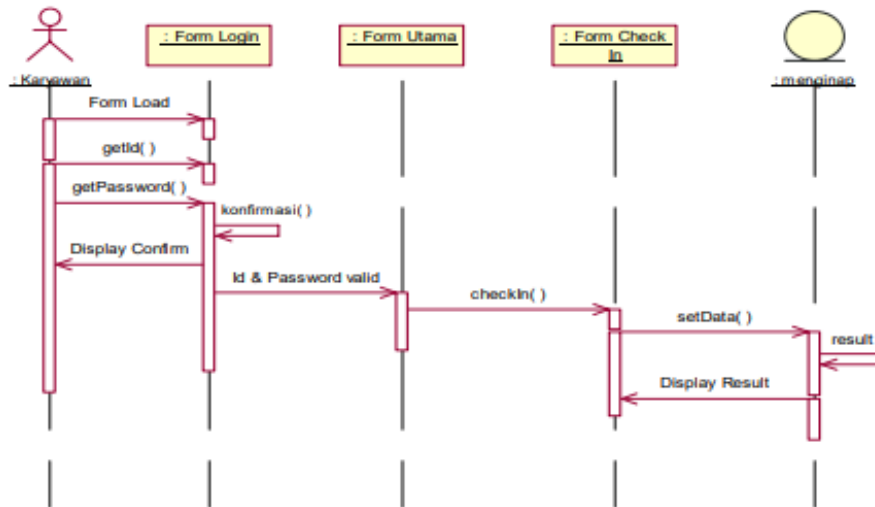 : Form Login
: Form Utama
: Form Check
In
: Karyawan
: menginap
Form Load
getId( )
getPassword( )
konfirmasi( )
Display Confirm
Id & Password valid
checkIn( )
setData( )
result
Display Result